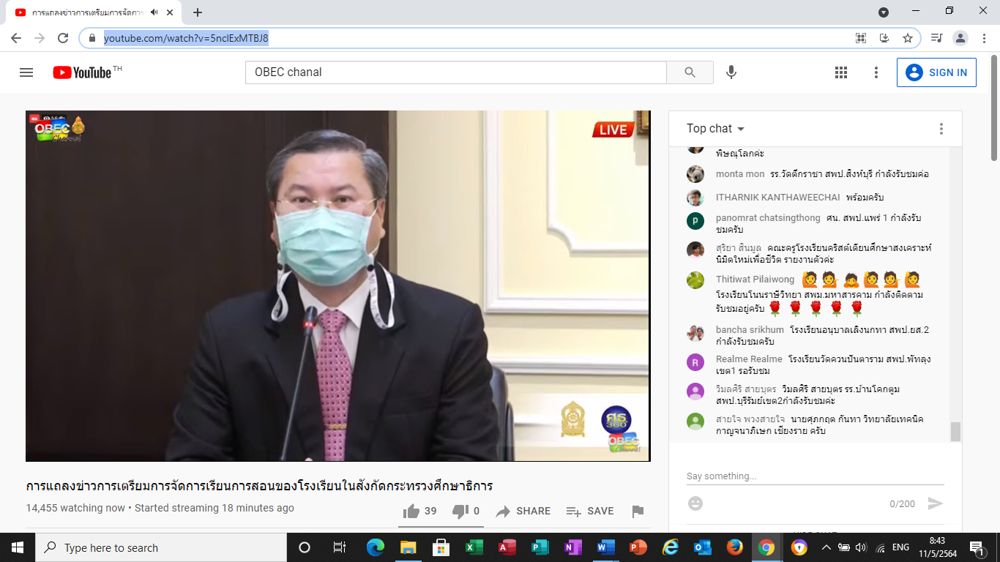 การแถลงข่าวการเตรียมการจัดการ
youtube.com/watch?v=5nclExMTBJ8
YouTube TH
OBEC chanal
SIGN IN
OBEC
Channel
LIVE
Top chat
พิษณุโลกค่ะ
monta mon รร.วัดตึกราชา สพป.สิงห์บุรี กำลังรับชมค่อ
ITHARNIK KANTHAWEECHAI พร้อมครับ
panomrat chatsingthong ศน. สพป.แพร่ 1 กำลังรับ
ชมครับ
สุริยา สินมูล คณะครูโรงเรียนคริสต์เตียนศึกษาสงเคราะห์
นิมิตใหม่เพื่อชีวิต รายงานตัวค่ะ
Thitiwat Pilaiwong 🙋 💁 🙇 🙋 💁 🙋
โรงเรียนโนนราษีวิทยา สพม.มหาสารคาม กำลังติดตาม
รับชมอยู่ครับ 🌹 🌹 🌹 🌹 🌹
bancha srikhum โรงเรียนอนุบาลเลิงนกทา สพป.ยส.2
กำลังรับชมครับ
R Realme Realme โรงเรียนวัดควนปันตาราม สพป.พัทลุง
เขต1 รอรับชม
วิมลศิริ สายบุตร วิมลศิริ สายบุตร รร.บ้านโคกตูม
สพป.บุรีรัมย์เขต2กำลังรับชมค่ะ
สายใจ พวงสายใจ นายศุภกฤต กันทา วิทยาลัยเทคนิค
กาญจนาภิเษก เชียงราย ครับ
ศธ
360
OBEC
Channel
Say something...
0/200
การแถลงข่าวการเตรียมการจัดการเรียนการสอนของโรงเรียนในสังกัดกระทรวงศึกษาธิการ
14,455 watching now • Started streaming 18 minutes ago
39
0
SHARE
SAVE
Type here to search
ENG
8:43
11/5/2564
1